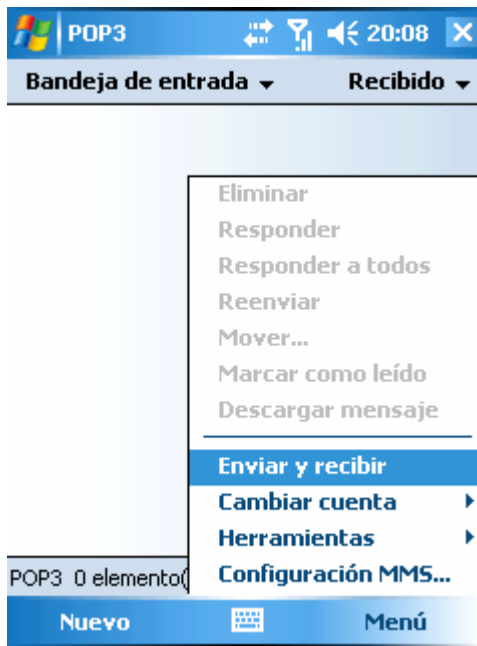 POP3 20:08
Bandeja de entrada Recibido
Eliminar
Responder
Responder a todos
Reenviar
Mover...
Marcar como leído
Descargar mensaje
Enviar y recibir
Cambiar cuenta
Herramientas
Configuración MMS...
POP3 0 elemento(
Nuevo Menú